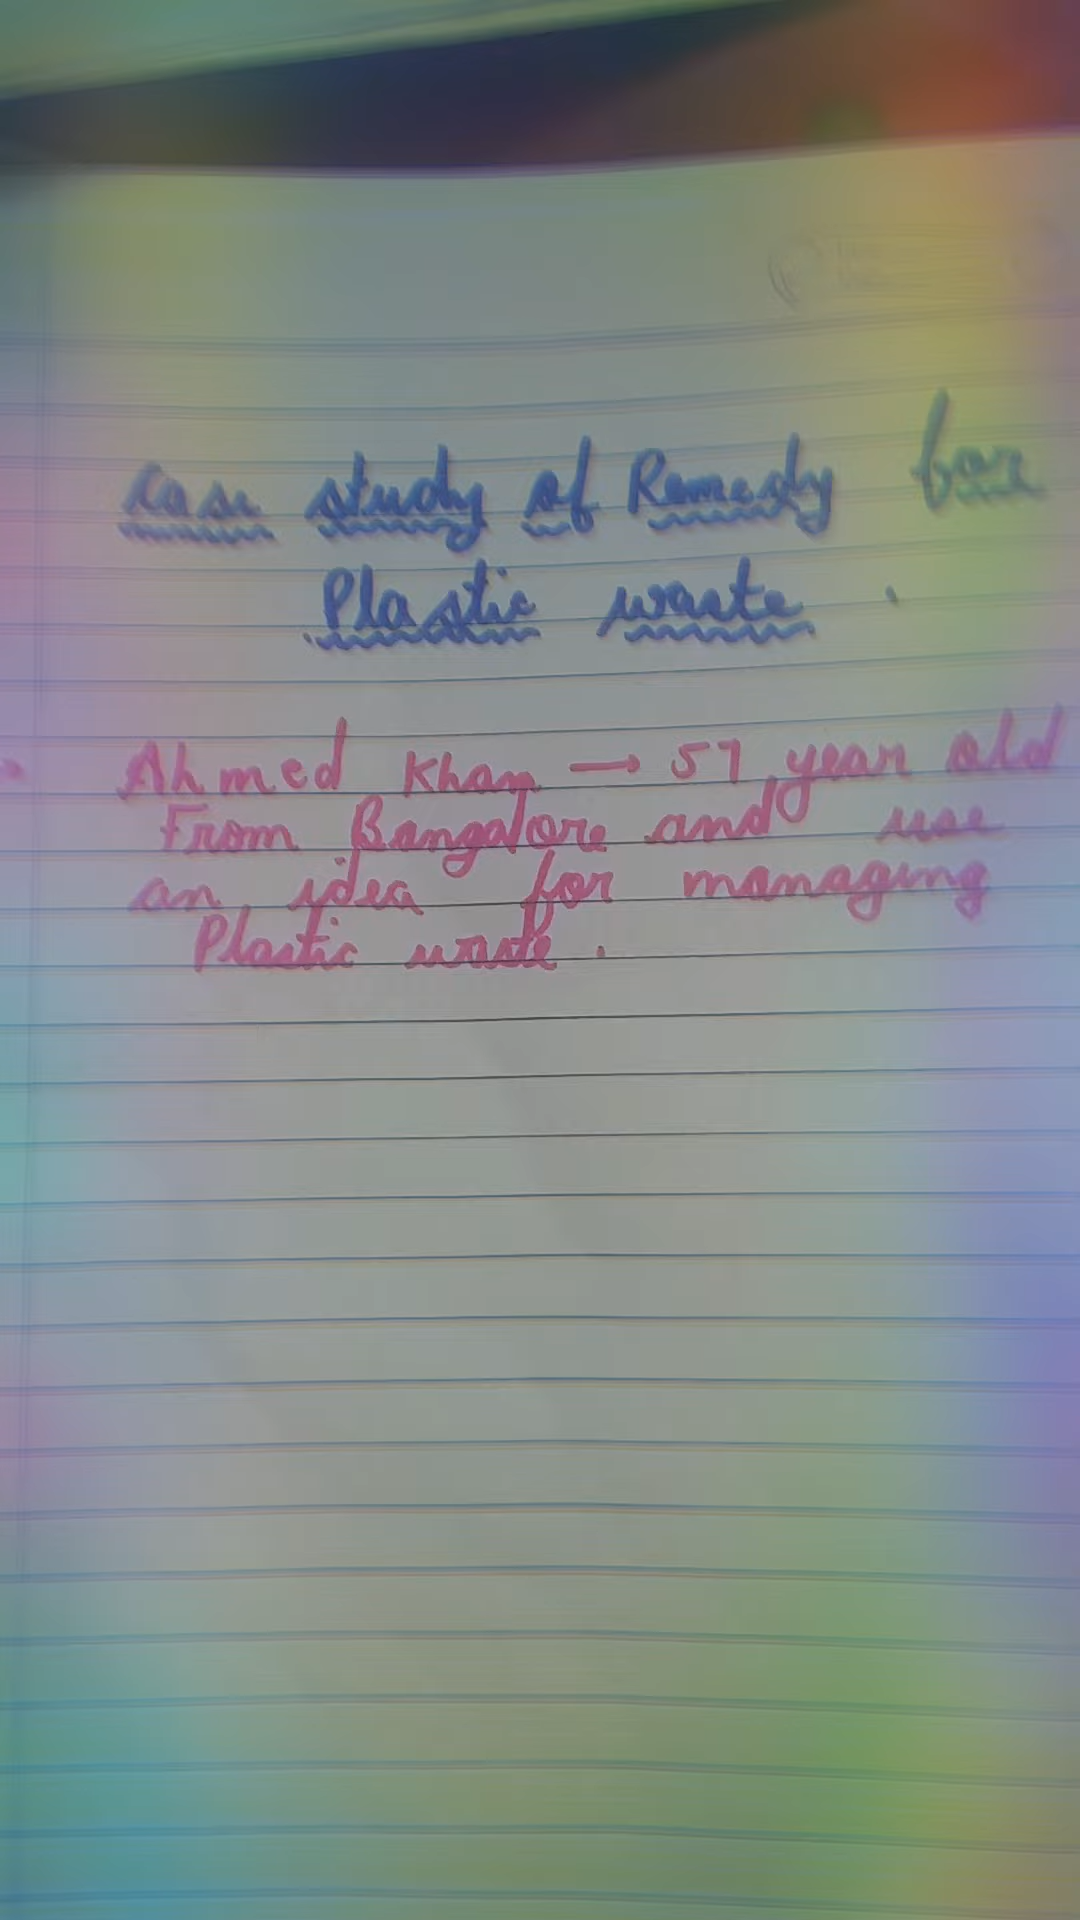 Case study of Remedy for
Plastic waste.
Ahmed Khan → 57 year old
From Bangalore and use
an idea for managing
Plastic waste.